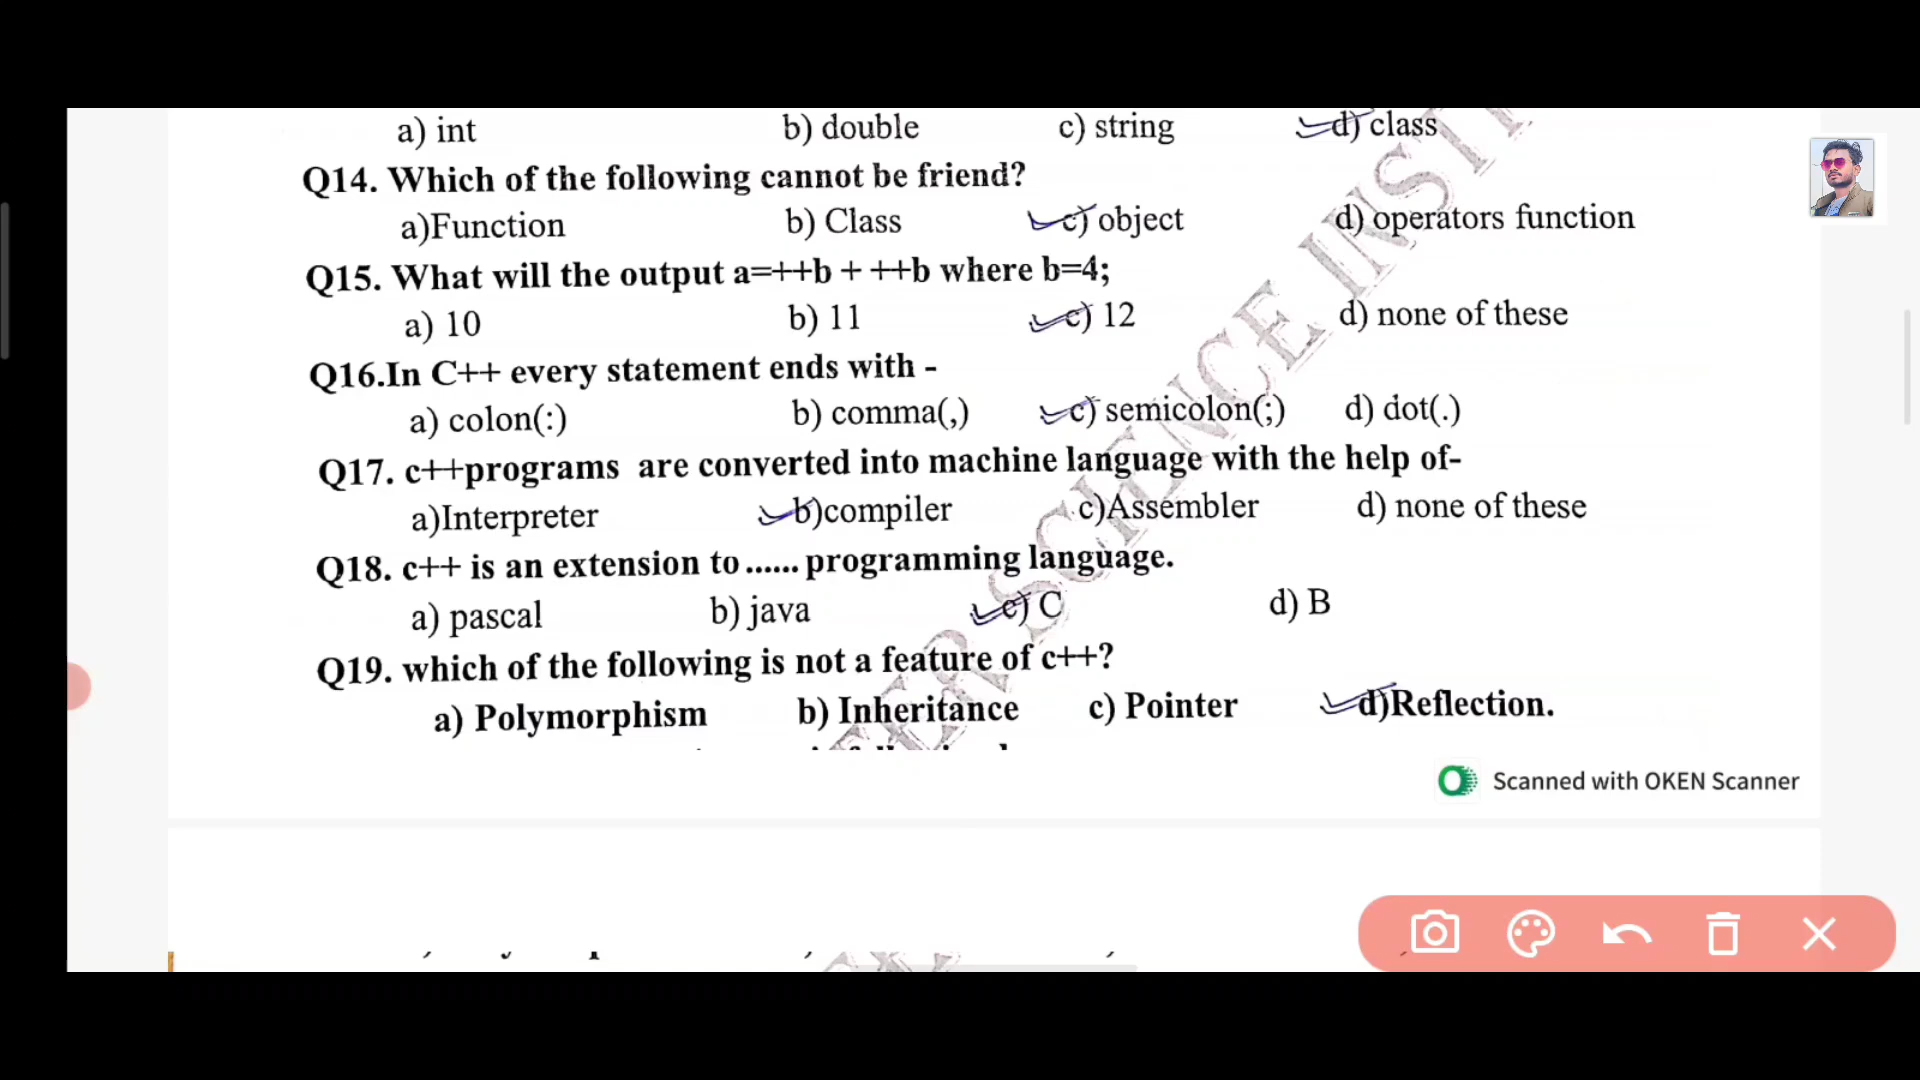 a) int b) double c) string d) class
Q14. Which of the following cannot be friend?
a)Function b) Class c) object d) operators function
Q15. What will the output a=++b + ++b where b=4;
a) 10 b) 11 c) 12 d) none of these
Q16.In C++ every statement ends with -
a) colon(:) b) comma(,) c) semicolon(;) d) dot(.)
Q17. c++programs are converted into machine language with the help of-
a)Interpreter b)compiler c)Assembler d) none of these
Q18. c++ is an extension to...... programming language.
a) pascal b) java c) C d) B
Q19. which of the following is not a feature of c++?
a) Polymorphism b) Inheritance c) Pointer d)Reflection.
Scanned with OKEN Scanner